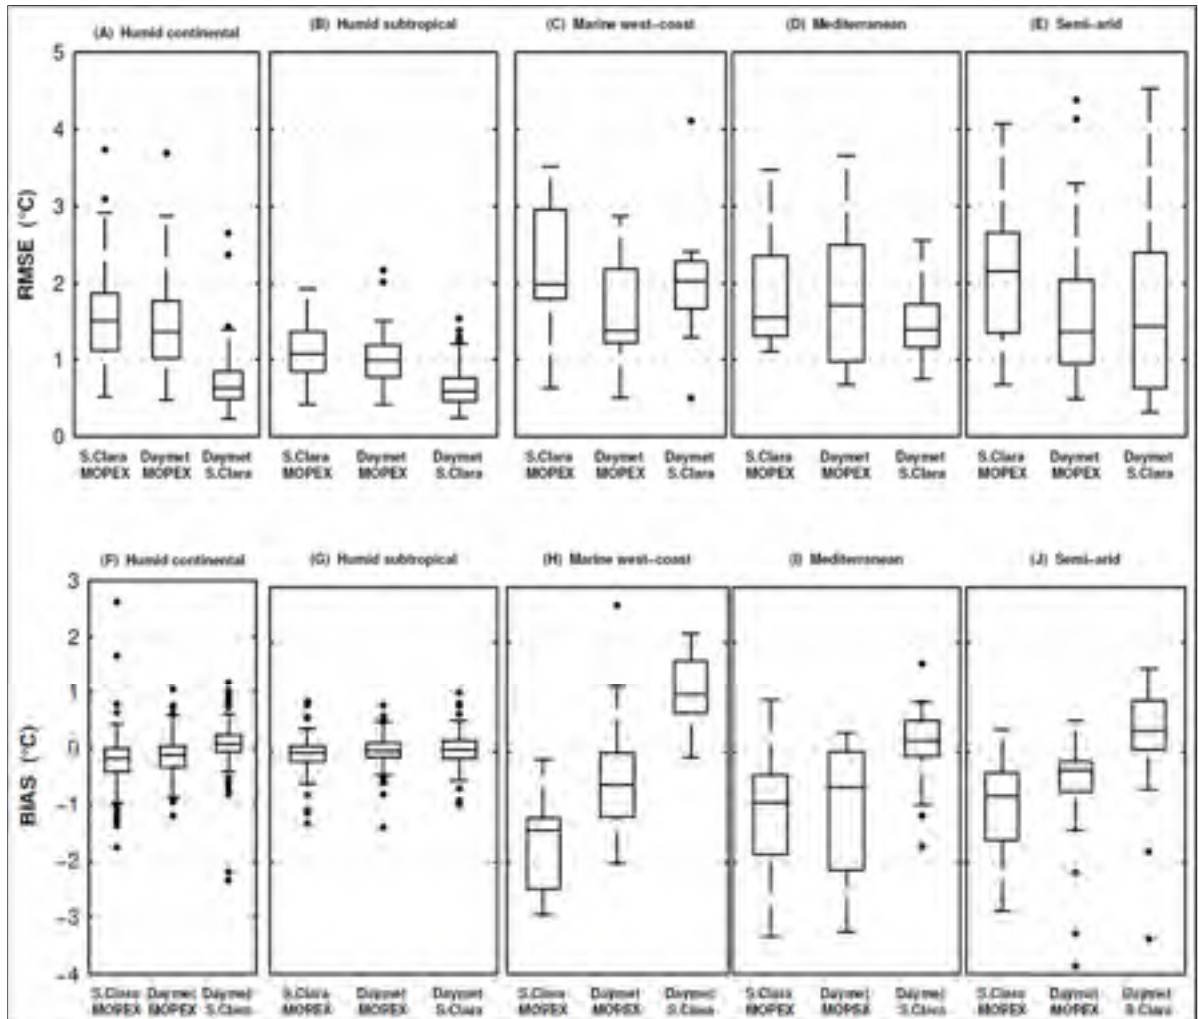 (A) Humid continental (B) Humid subtropical (C) Marine west-coast (D) Mediterranean (E) Semi-arid
5
4
3
2
1
0
RMSE (°C)
S.Clara Daymet Daymet S.Clara Daymet Daymet S.Clara Daymet Daymet S.Clara Daymet Daymet S.Clara Daymet Daymet
MOPEX MOPEX S.Clara MOPEX MOPEX S.Clara MOPEX MOPEX S.Clara MOPEX MOPEX S.Clara MOPEX MOPEX S.Clara
(F) Humid continental (G) Humid subtropical (H) Marine west-coast (I) Mediterranean (J) Semi-arid
3
2
1
0
-1
-2
-3
-4
BIAS (°C)
S.Clara Daymet Daymet S.Clara Daymet Daymet S.Clara Daymet Daymet S.Clara Daymet Daymet S.Clara Daymet Daymet
MOPEX MOPEX S.Clara MOPEX MOPEX S.Clara MOPEX MOPEX S.Clara MOPEX MOPEX S.Clara MOPEX MOPEX S.Clara